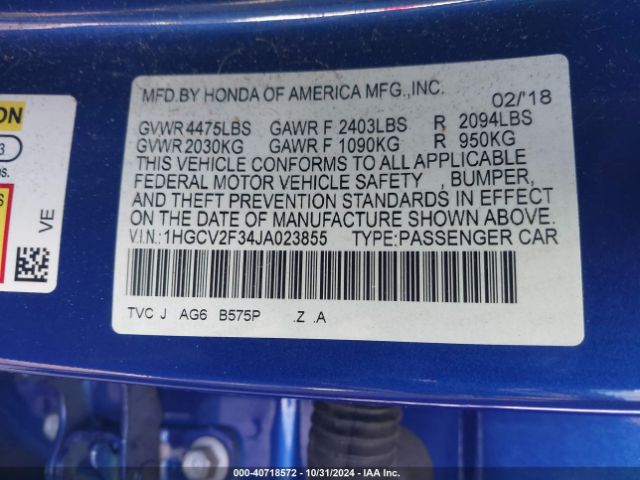 MFD.BY HONDA OF AMERICA MFG.,INC.
02/'18
GVWR 4475LBS GAWR F 2403LBS R 2094LBS
GVWR 2030KG GAWR F 1090KG R 950KG
THIS VEHICLE CONFORMS TO ALL APPLICABLE
FEDERAL MOTOR VEHICLE SAFETY , BUMPER,
AND THEFT PREVENTION STANDARDS IN EFFECT
ON THE DATE OF MANUFACTURE SHOWN ABOVE.
V.I.N.:1HGCV2F34JA023855 TYPE:PASSENGER CAR
TVC J AG6 B575P .Z .A
ON
3
s.
S
VE
000-40718572 • 10/31/2024 • IAA Inc.